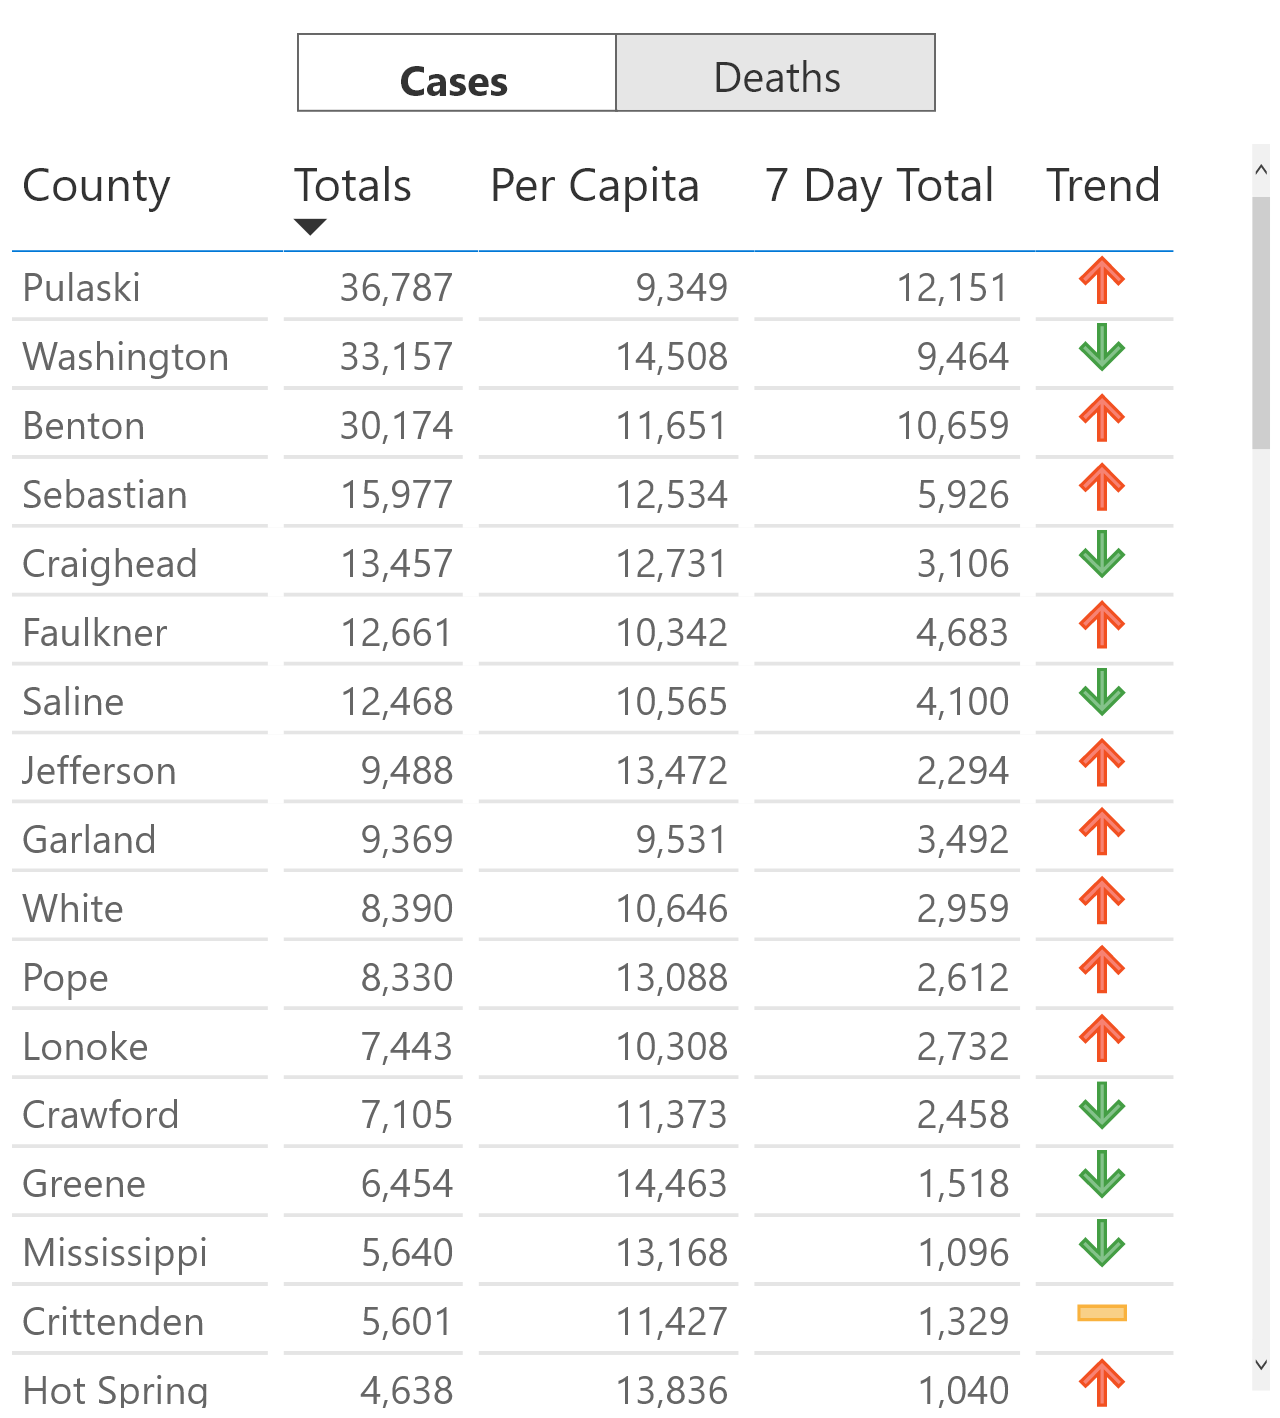 Cases Deaths
County Totals Per Capita 7 Day Total Trend
Pulaski 36,787 9,349 12,151
Washington 33,157 14,508 9,464
Benton 30,174 11,651 10,659
Sebastian 15,977 12,534 5,926
Craighead 13,457 12,731 3,106
Faulkner 12,661 10,342 4,683
Saline 12,468 10,565 4,100
Jefferson 9,488 13,472 2,294
Garland 9,369 9,531 3,492
White 8,390 10,646 2,959
Pope 8,330 13,088 2,612
Lonoke 7,443 10,308 2,732
Crawford 7,105 11,373 2,458
Greene 6,454 14,463 1,518
Mississippi 5,640 13,168 1,096
Crittenden 5,601 11,427 1,329
Hot Spring 4,638 13,836 1,040